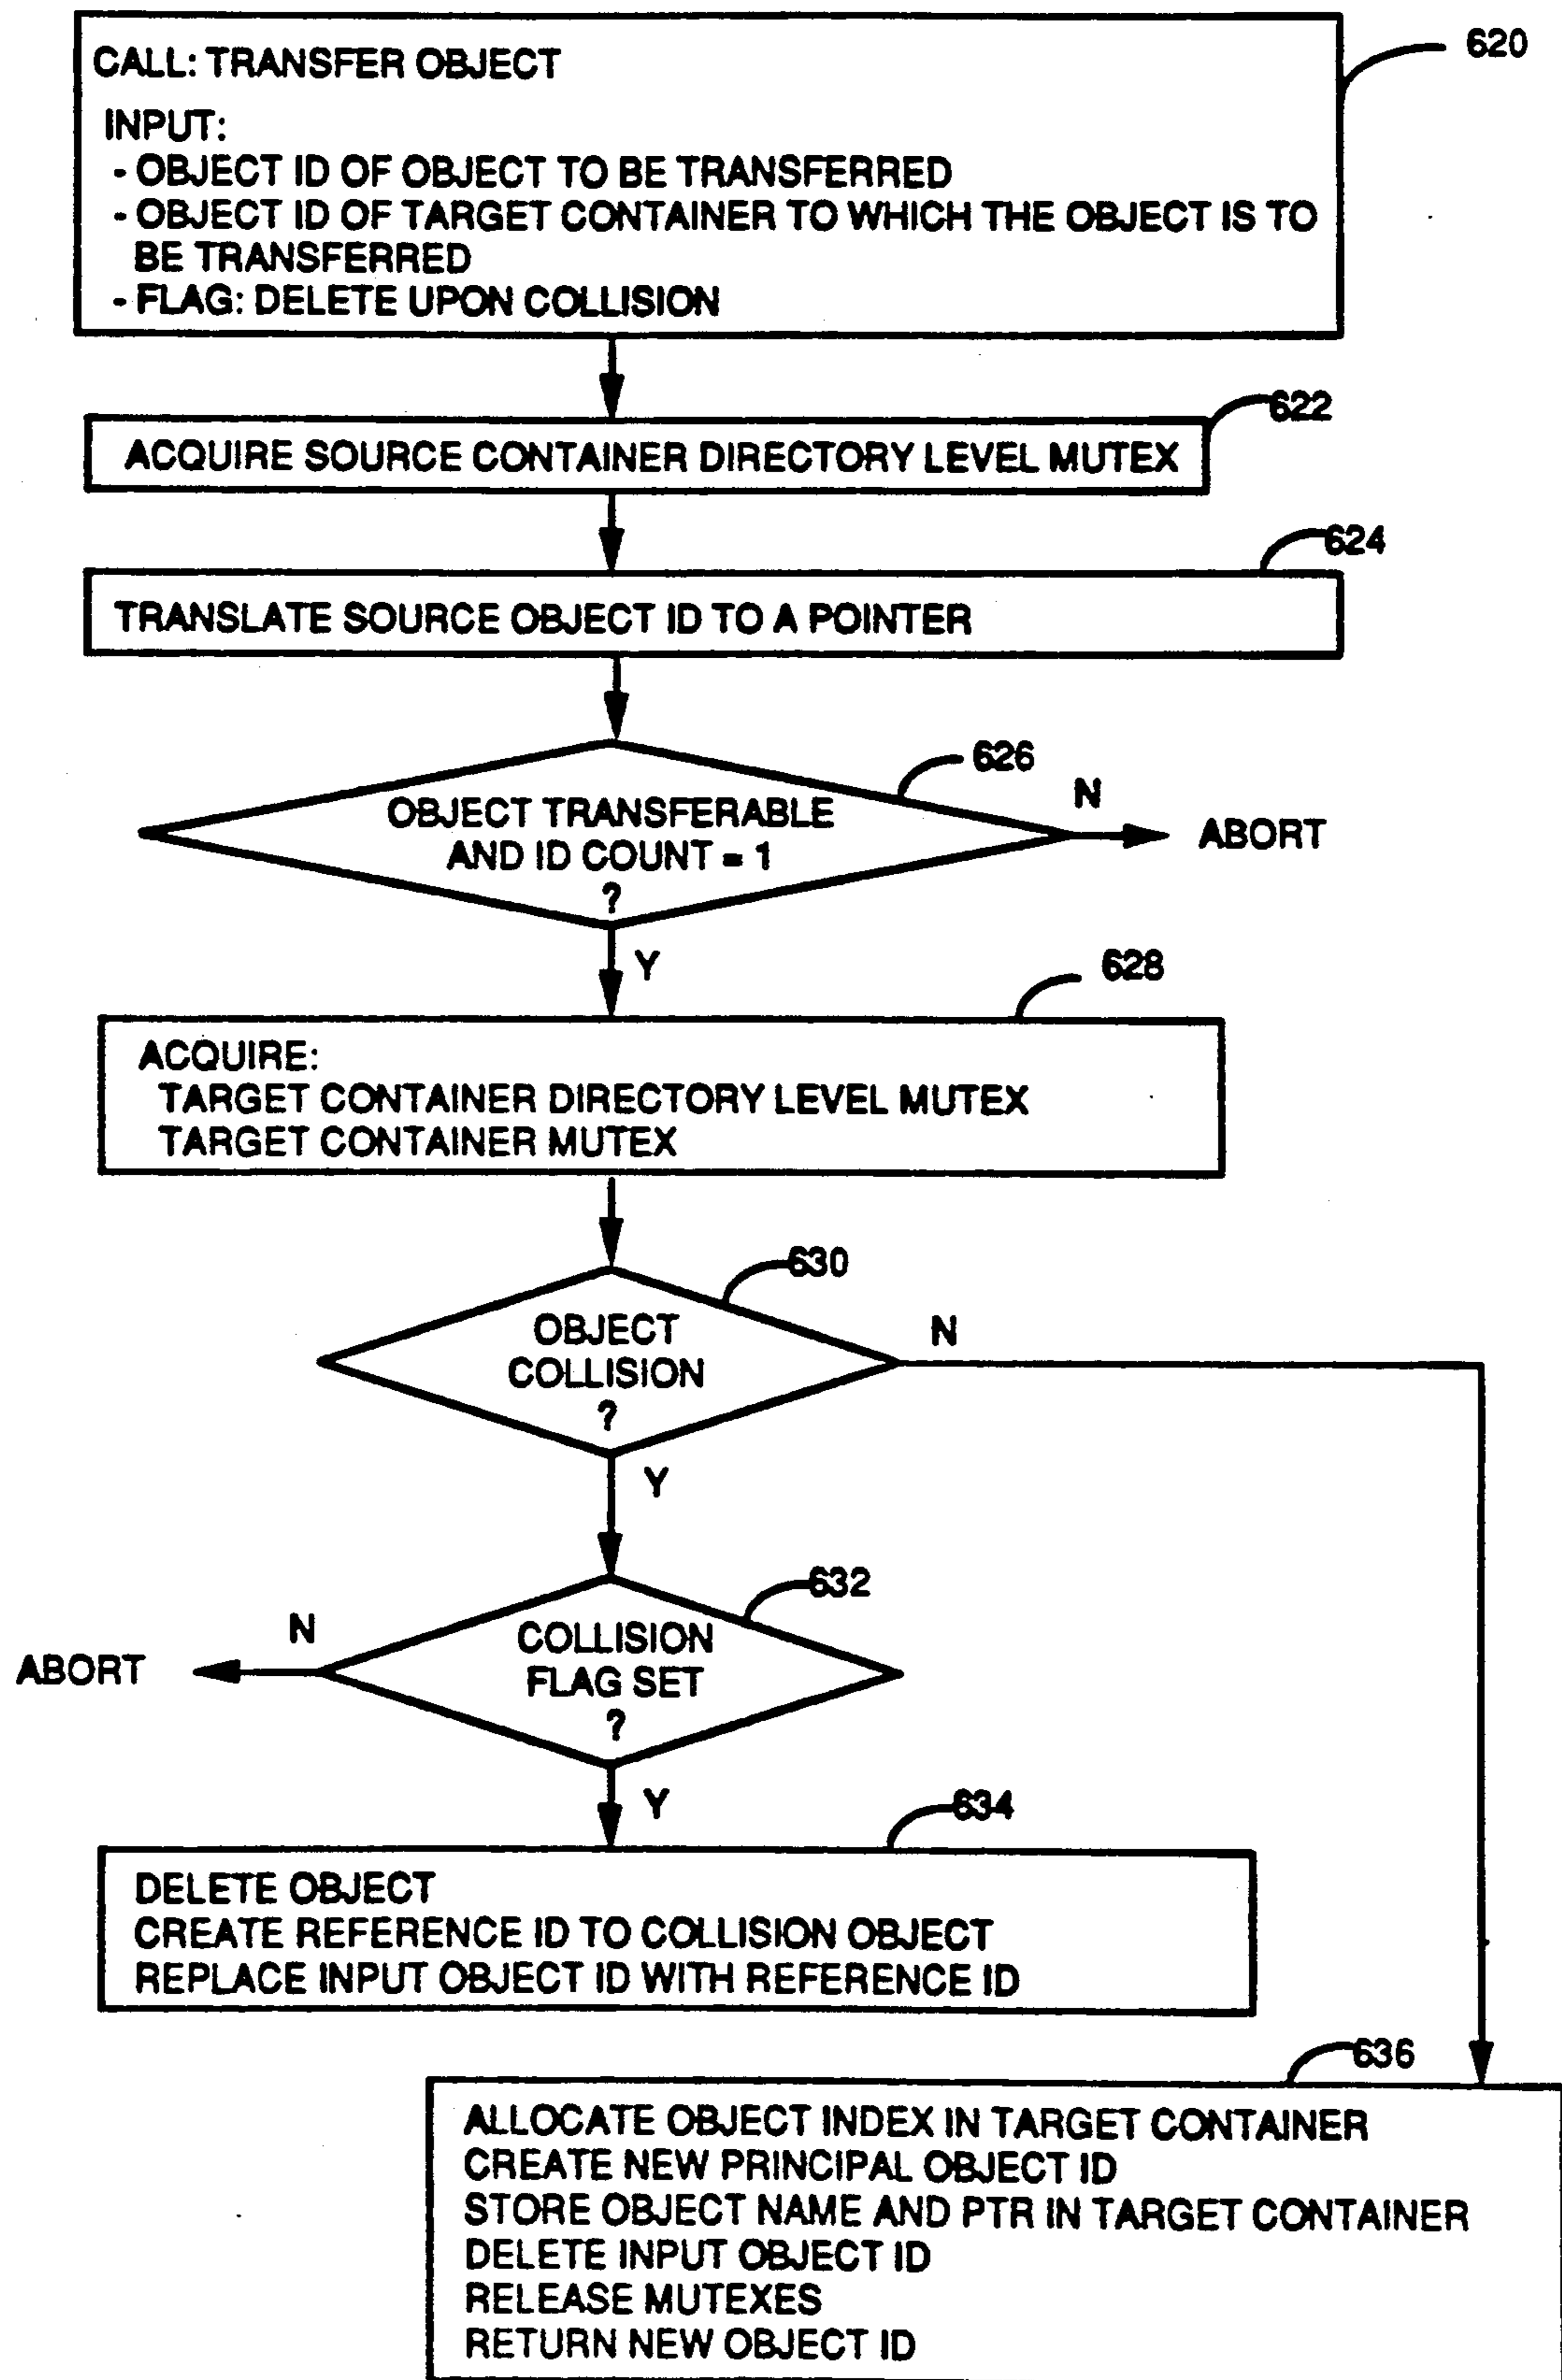 CALL: TRANSFER OBJECT
620
INPUT:
- OBJECT ID OF OBJECT TO BE TRANSFERRED
- OBJECT ID OF TARGET CONTAINER TO WHICH THE OBJECT IS TO
BE TRANSFERRED
- FLAG: DELETE UPON COLLISION
622
ACQUIRE SOURCE CONTAINER DIRECTORY LEVEL MUTEX
624
TRANSLATE SOURCE OBJECT ID TO A POINTER
626
OBJECT TRANSFERABLE
AND ID COUNT = 1
?
N
ABORT
Y
628
ACQUIRE:
TARGET CONTAINER DIRECTORY LEVEL MUTEX
TARGET CONTAINER MUTEX
630
OBJECT
COLLISION
?
N
Y
632
COLLISION
FLAG SET
?
N
ABORT
Y
634
DELETE OBJECT
CREATE REFERENCE ID TO COLLISION OBJECT
REPLACE INPUT OBJECT ID WITH REFERENCE ID
636
ALLOCATE OBJECT INDEX IN TARGET CONTAINER
CREATE NEW PRINCIPAL OBJECT ID
STORE OBJECT NAME AND PTR IN TARGET CONTAINER
DELETE INPUT OBJECT ID
RELEASE MUTEXES
RETURN NEW OBJECT ID